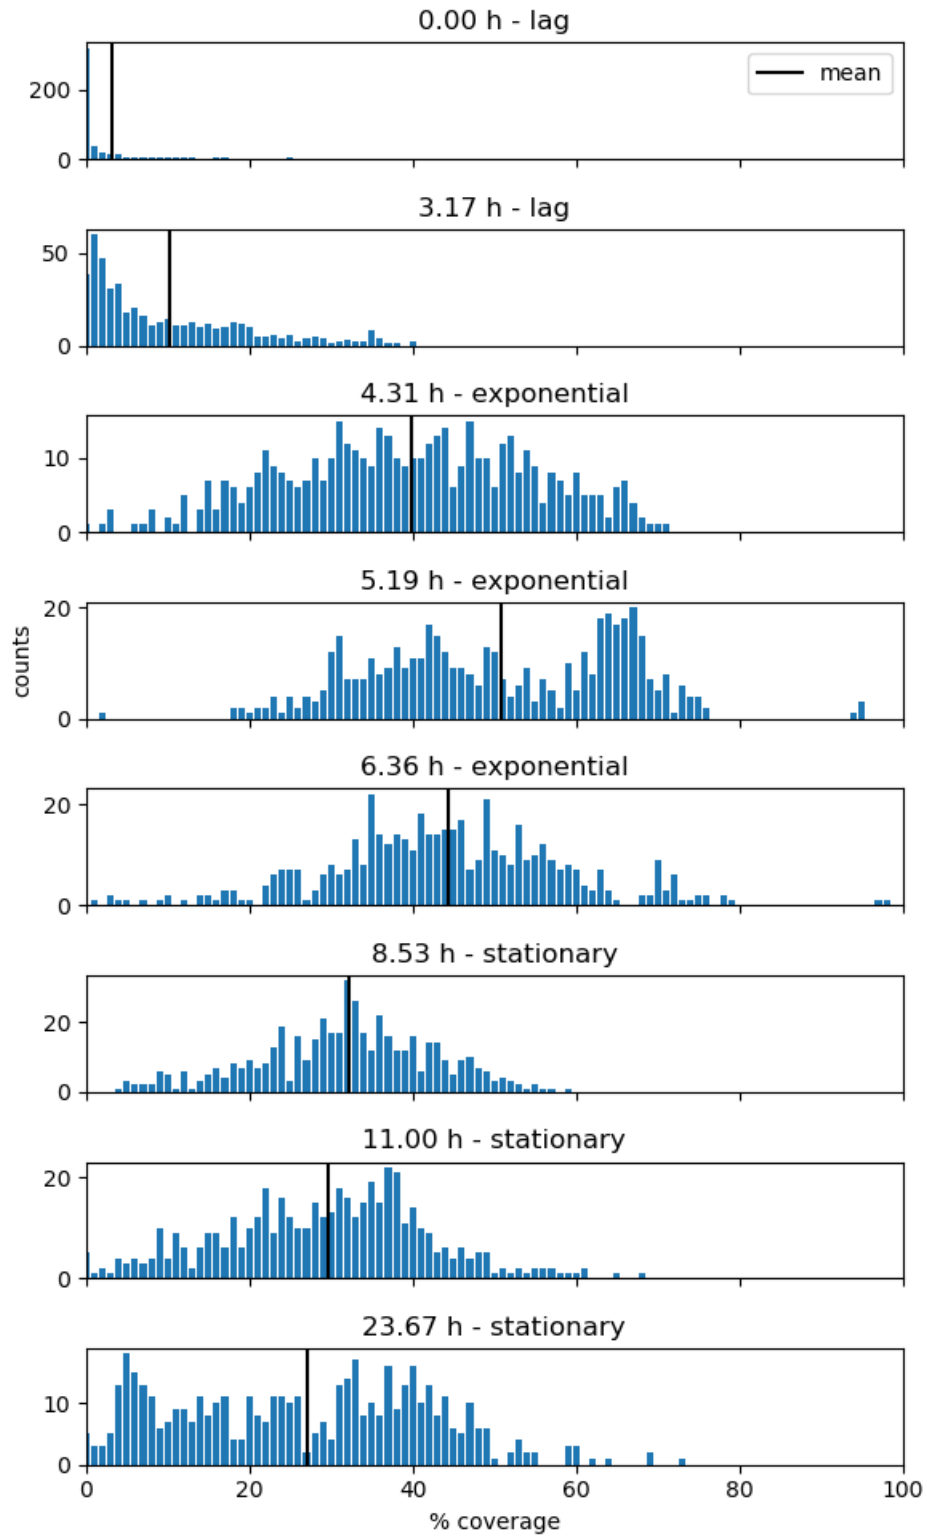 0.00 h - lag
mean
200
0
3.17 h - lag
50
0
4.31 h - exponential
10
0
5.19 h - exponential
20
0
counts
6.36 h - exponential
20
0
8.53 h - stationary
20
0
11.00 h - stationary
20
0
23.67 h - stationary
10
0
0 20 40 60 80 100
% coverage